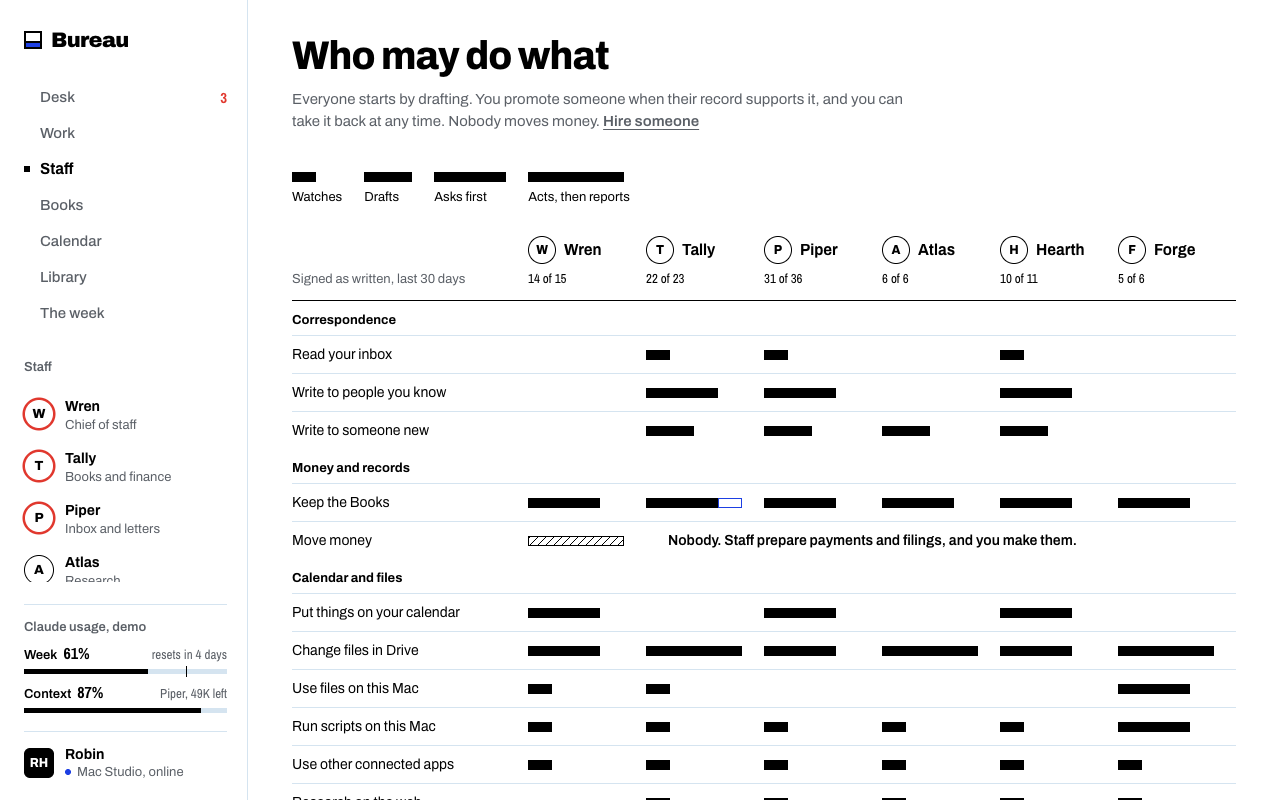 Bureau
Desk 3
Work
Staff
Books
Calendar
Library
The week
Staff
W Wren
Chief of staff
T Tally
Books and finance
P Piper
Inbox and letters
A Atlas
Research
Claude usage, demo
Week 61% resets in 4 days
Context 87% Piper, 49K left
RH Robin
Mac Studio, online
Who may do what
Everyone starts by drafting. You promote someone when their record supports it, and you can
take it back at any time. Nobody moves money. Hire someone
Watches Drafts Asks first Acts, then reports
W Wren T Tally P Piper A Atlas H Hearth F Forge
Signed as written, last 30 days 14 of 15 22 of 23 31 of 36 6 of 6 10 of 11 5 of 6
Correspondence
Read your inbox
Write to people you know
Write to someone new
Money and records
Keep the Books
Move money Nobody. Staff prepare payments and filings, and you make them.
Calendar and files
Put things on your calendar
Change files in Drive
Use files on this Mac
Run scripts on this Mac
Use other connected apps
Research on the web